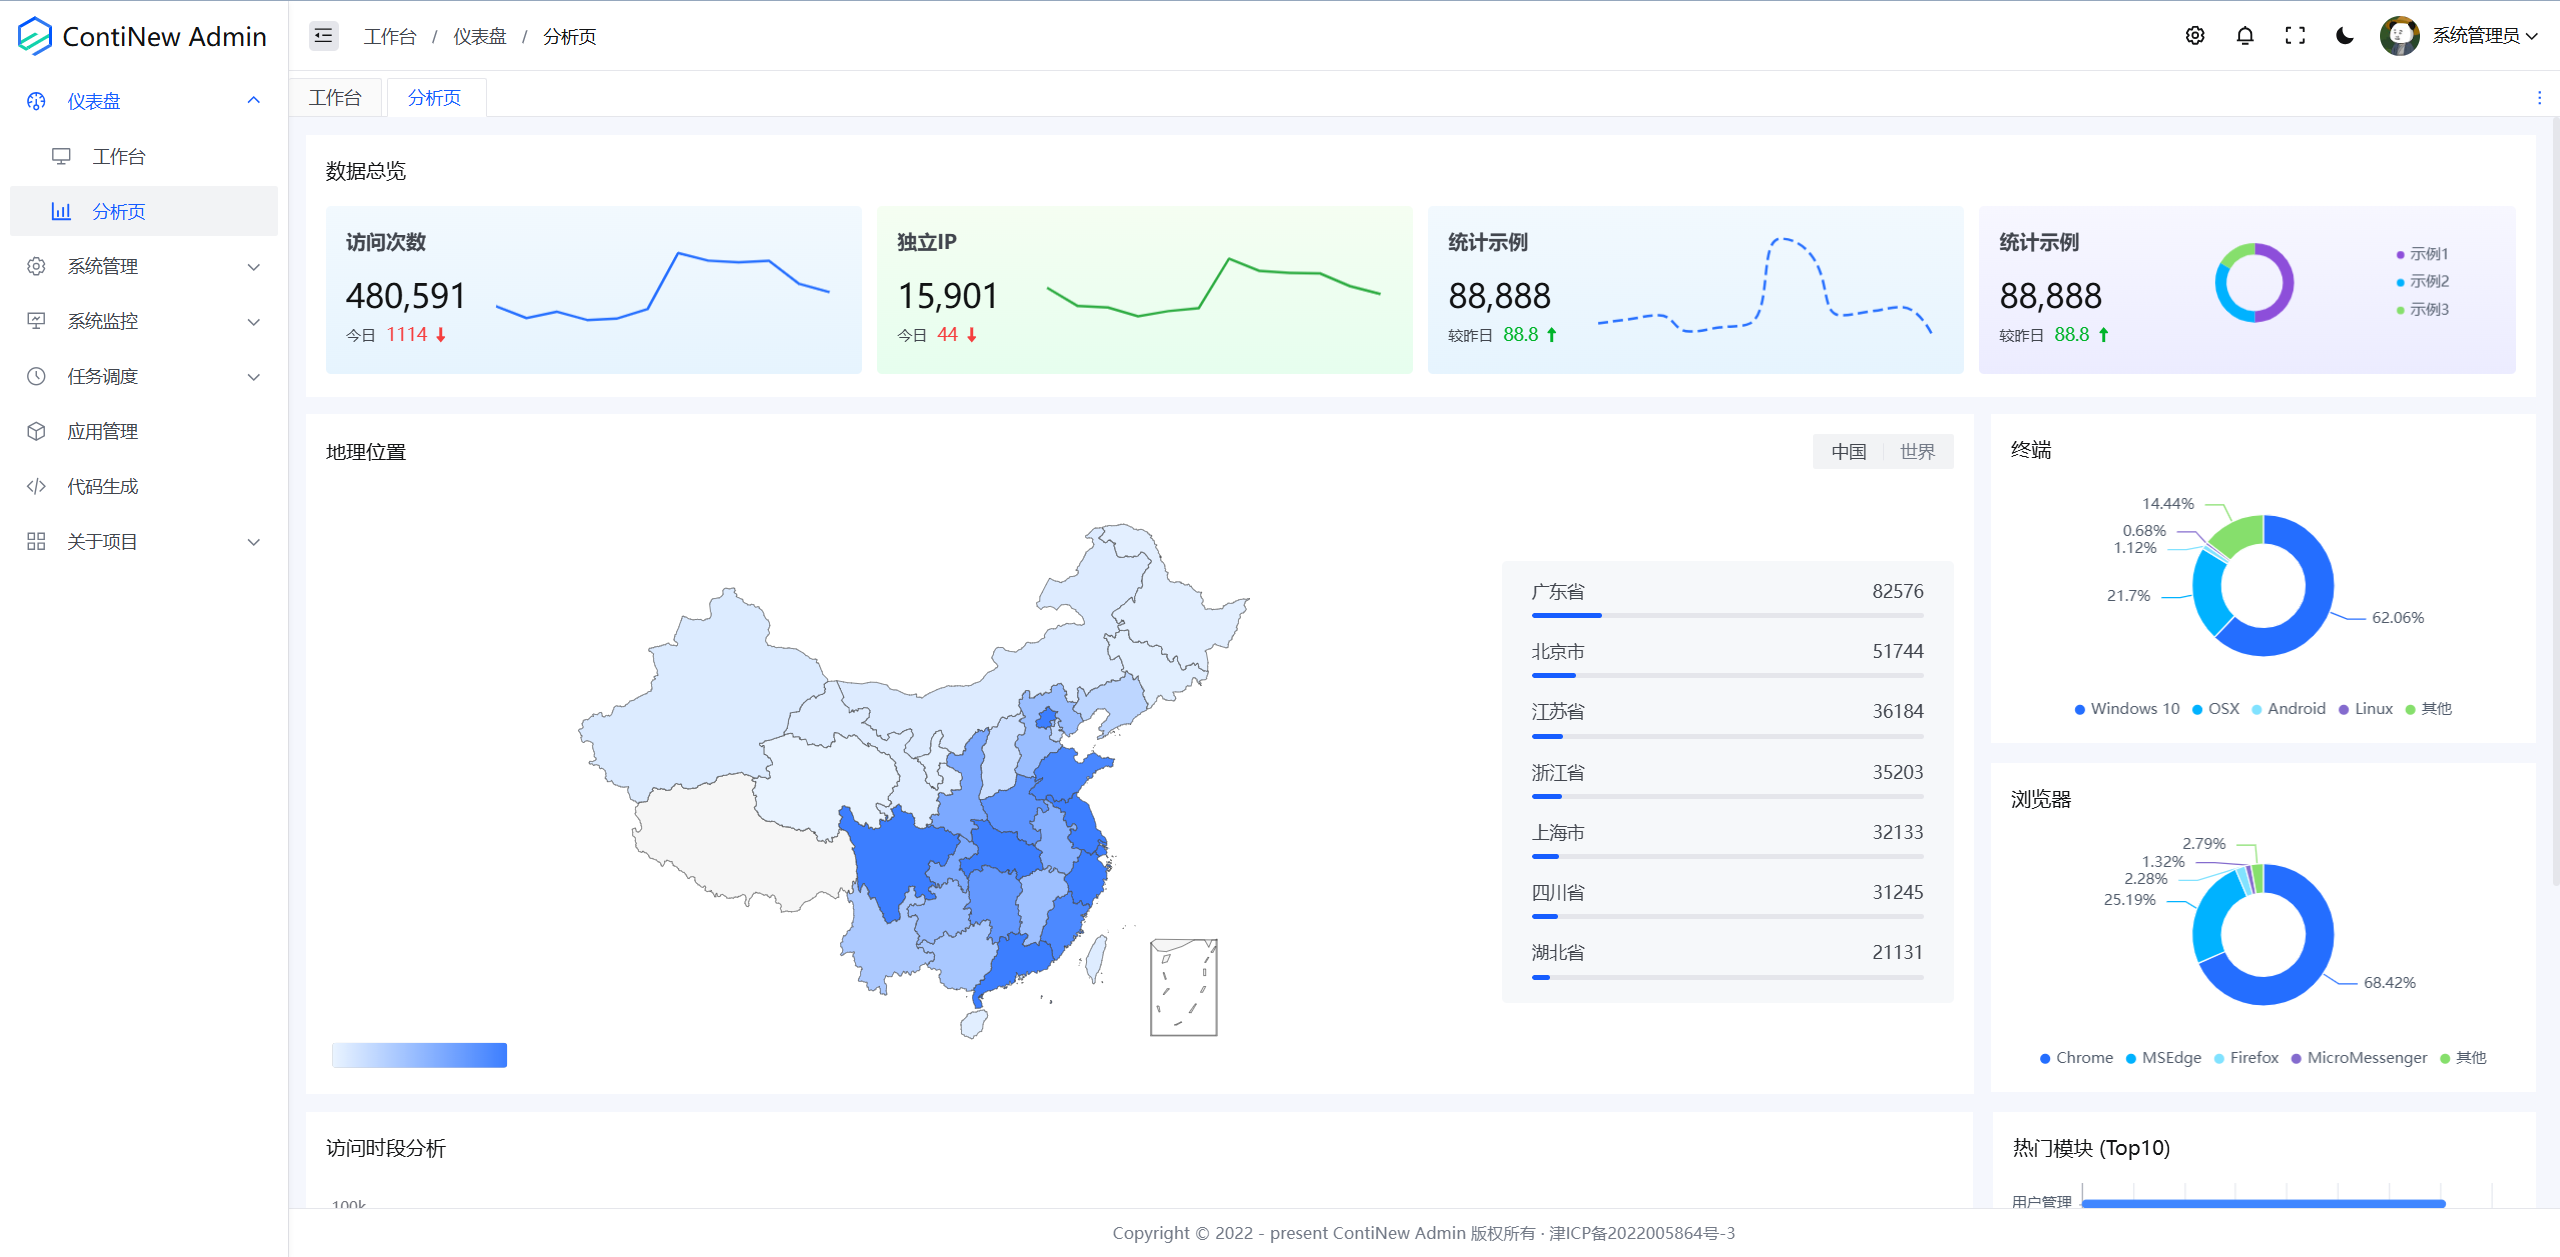 ContiNew Admin
工作台 / 仪表盘 / 分析页
系统管理员
仪表盘
工作台
分析页
系统管理
系统监控
任务调度
应用管理
代码生成
关于项目
工作台
分析页
数据总览
访问次数
480,591
今日 1114
独立IP
15,901
今日 44
统计示例
88,888
较昨日 88.8
统计示例
88,888
较昨日 88.8
示例1
示例2
示例3
地理位置
中国
世界
广东省 82576
北京市 51744
江苏省 36184
浙江省 35203
上海市 32133
四川省 31245
湖北省 21131
终端
14.44%
0.68%
1.12%
21.7%
62.06%
Windows 10 OSX Android Linux 其他
浏览器
2.79%
1.32%
2.28%
25.19%
68.42%
Chrome MSEdge Firefox MicroMessenger 其他
访问时段分析
100k
热门模块 (Top10)
用户管理
Copyright © 2022 - present ContiNew Admin 版权所有 · 津ICP备2022005864号-3